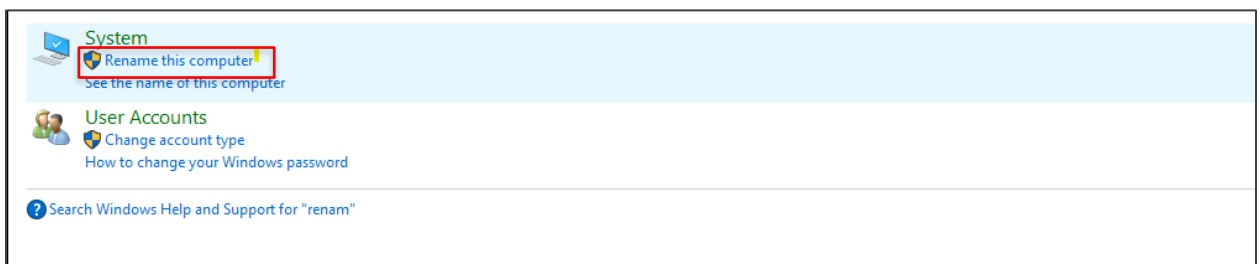 System
Rename this computer
See the name of this computer
User Accounts
Change account type
How to change your Windows password
Search Windows Help and Support for "renam"